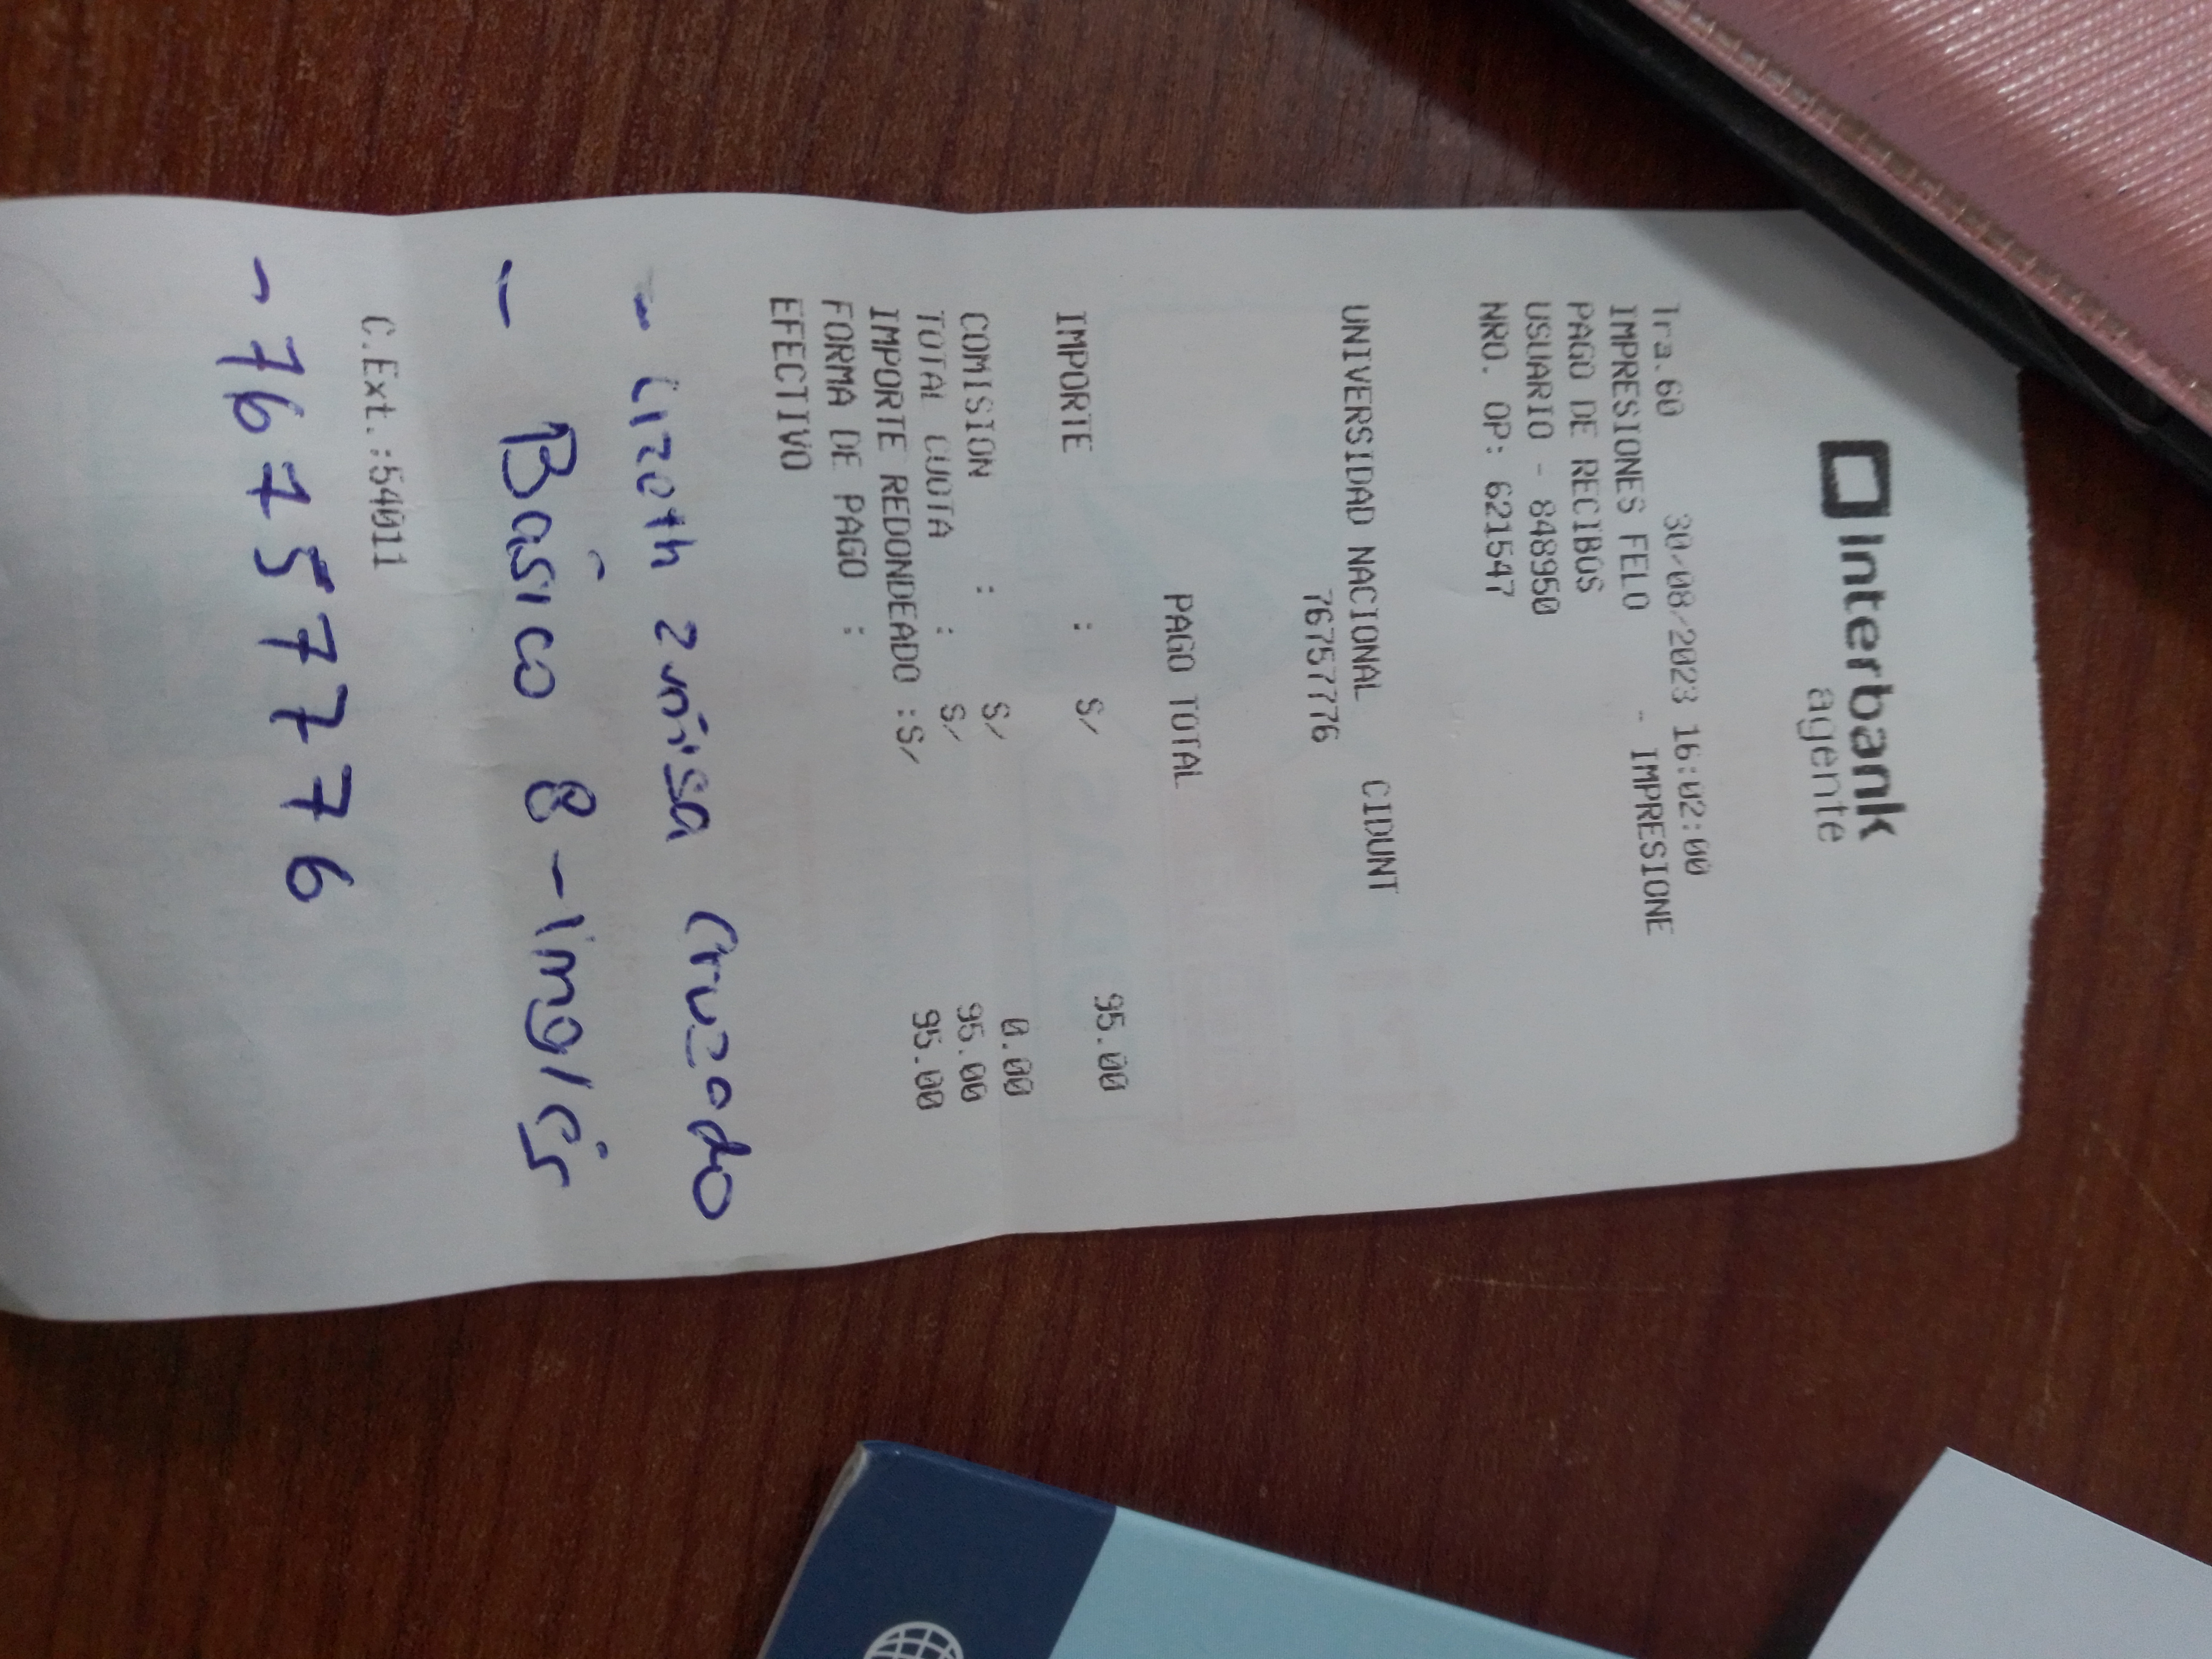 Interbank
agente
Tra.60 30/08/2023 16:02:00
IMPRESIONES FELO - IMPRESIONE
PAGO DE RECIBOS
USUARIO - 848950
NRO. OP: 621547
UNIVERSIDAD NACIONAL CIDUNT
76757776
PAGO TOTAL
IMPORTE : S/ 95.00
COMISION : S/ 0.00
TOTAL CUOTA : S/ 95.00
IMPORTE REDONDEADO :S/ 95.00
FORMA DE PAGO :
EFECTIVO
- Lizeth Zuñisa Cruzado
- Básico 8 - Inglés
C.Ext.:54011
- 76757776